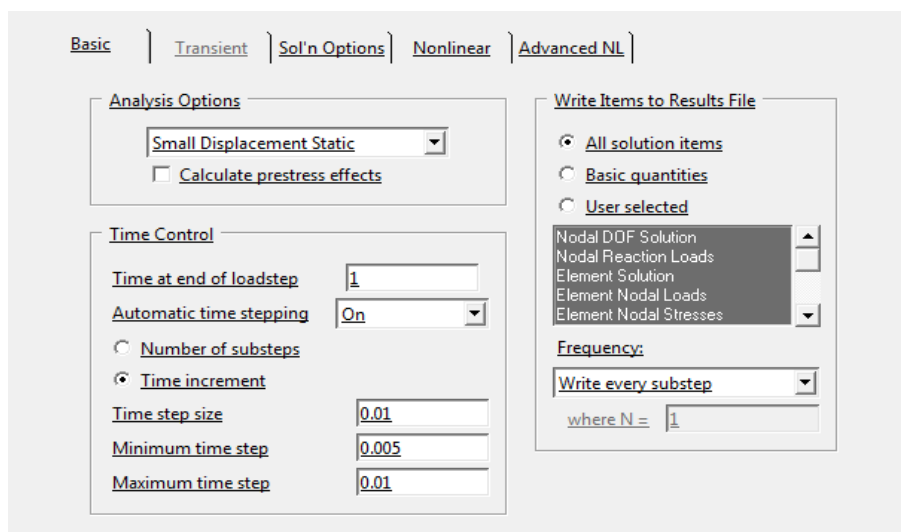 Basic
Transient
Sol'n Options
Nonlinear
Advanced NL
Analysis Options
Small Displacement Static
Calculate prestress effects
Time Control
Time at end of loadstep
1
Automatic time stepping
On
Number of substeps
Time increment
Time step size
0.01
Minimum time step
0.005
Maximum time step
0.01
Write Items to Results File
All solution items
Basic quantities
User selected
Nodal DOF Solution
Nodal Reaction Loads
Element Solution
Element Nodal Loads
Element Nodal Stresses
Frequency:
Write every substep
where N =
1